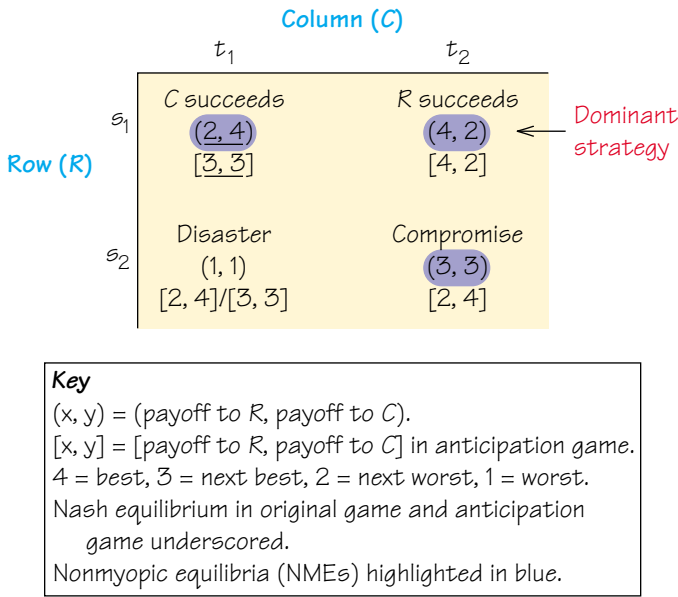 Column (C)
t1 t2
s1 C succeeds R succeeds
(2, 4) (4, 2) Dominant strategy
Row (R) [3, 3] [4, 2]
s2 Disaster Compromise
(1, 1) (3, 3)
[2, 4]/[3, 3] [2, 4]
Key
(x, y) = (payoff to R, payoff to C).
[x, y] = [payoff to R, payoff to C] in anticipation game.
4 = best, 3 = next best, 2 = next worst, 1 = worst.
Nash equilibrium in original game and anticipation
game underscored.
Nonmyopic equilibria (NMEs) highlighted in blue.